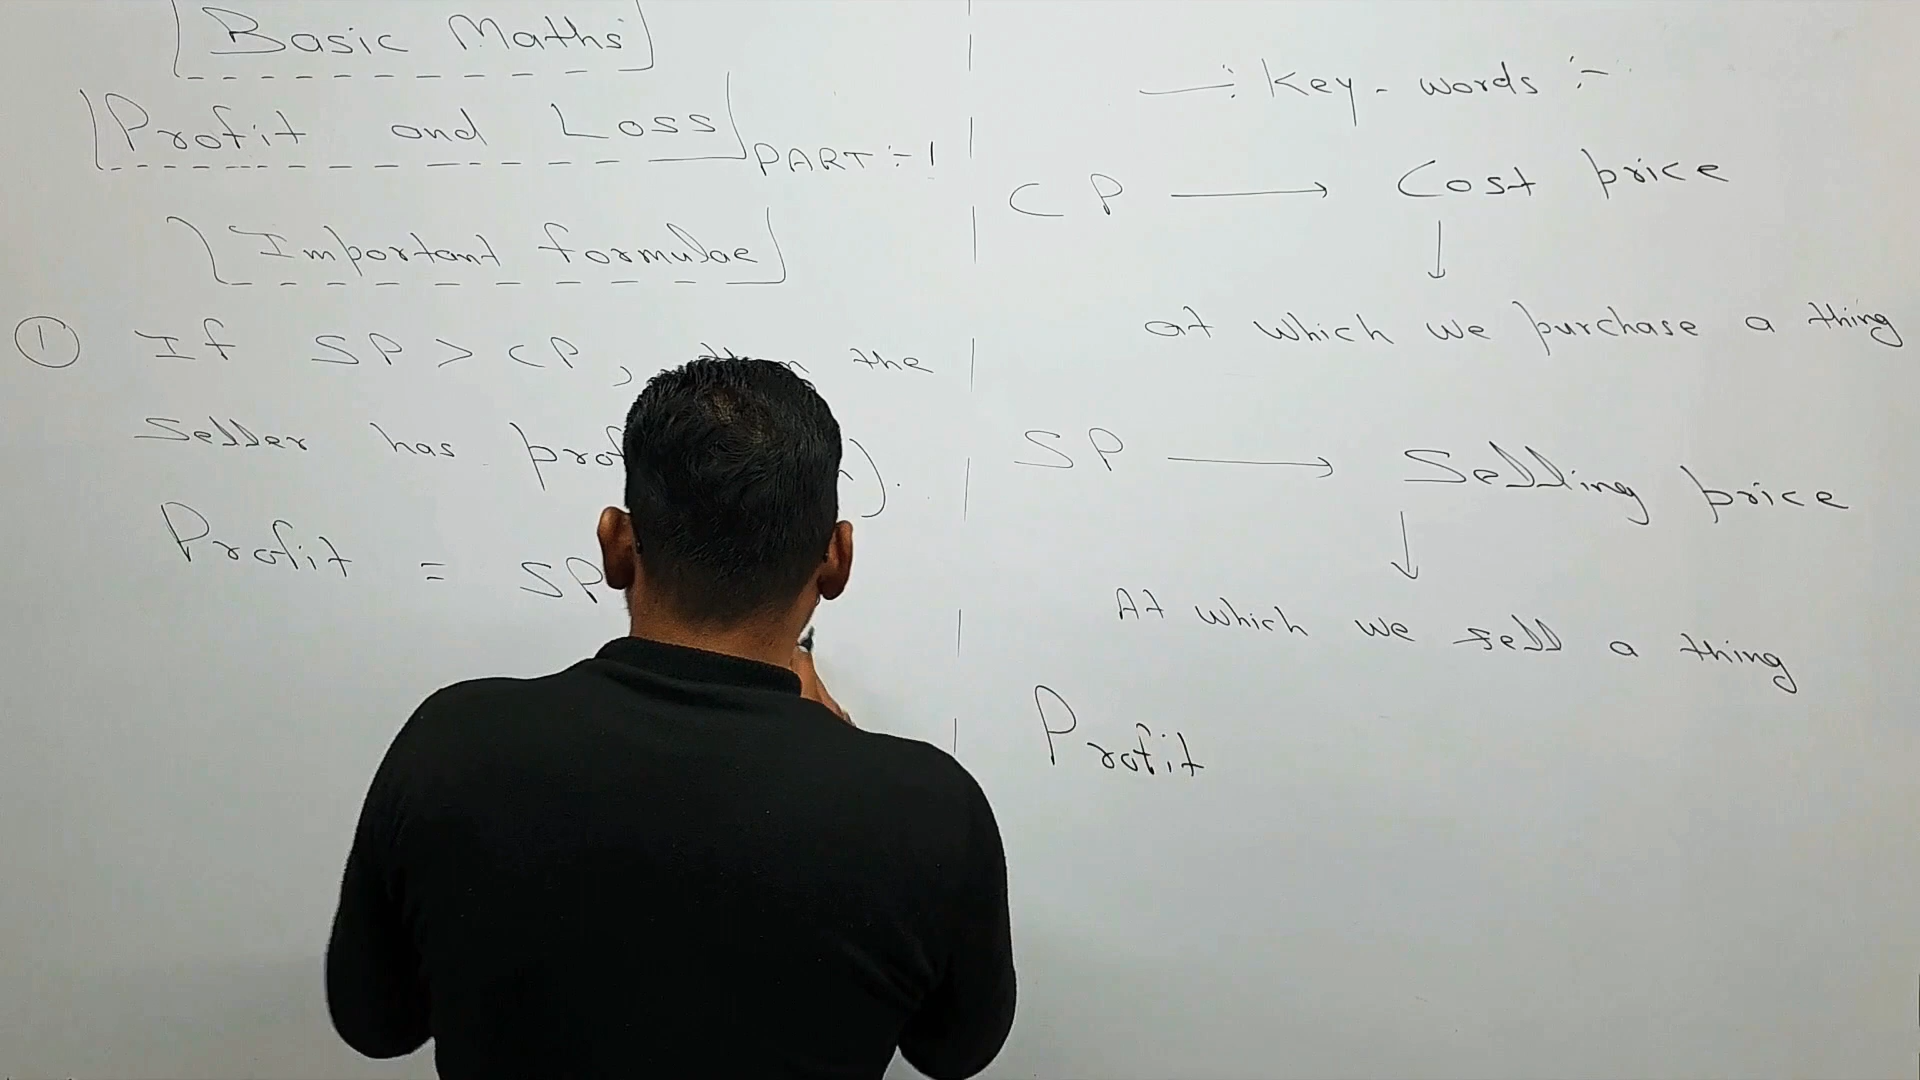 Basic Maths
Profit and Loss PART :- 1
Important formulae
① If SP > CP, the
Seller has ).
Profit = SP
—: Key-words :-
CP → Cost price
↓
at which we purchase a thing
SP → Selling price
↓
At which we sell a thing
Profit